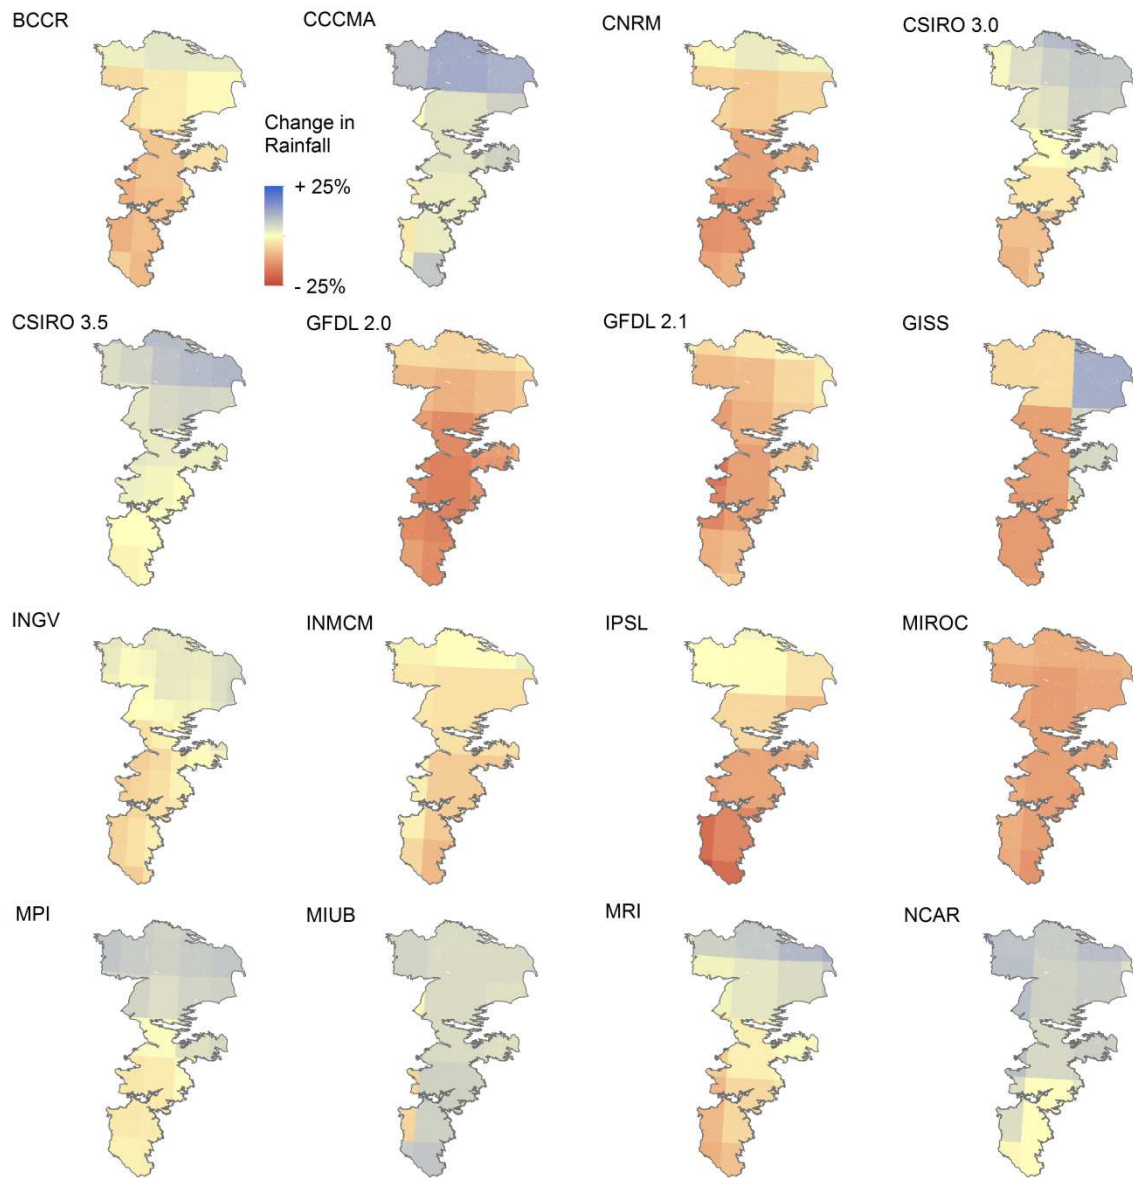 BCCR
CCCMA
CNRM
CSIRO 3.0
Change in
Rainfall
+ 25%
- 25%
CSIRO 3.5
GFDL 2.0
GFDL 2.1
GISS
INGV
INMCM
IPSL
MIROC
MPI
MIUB
MRI
NCAR